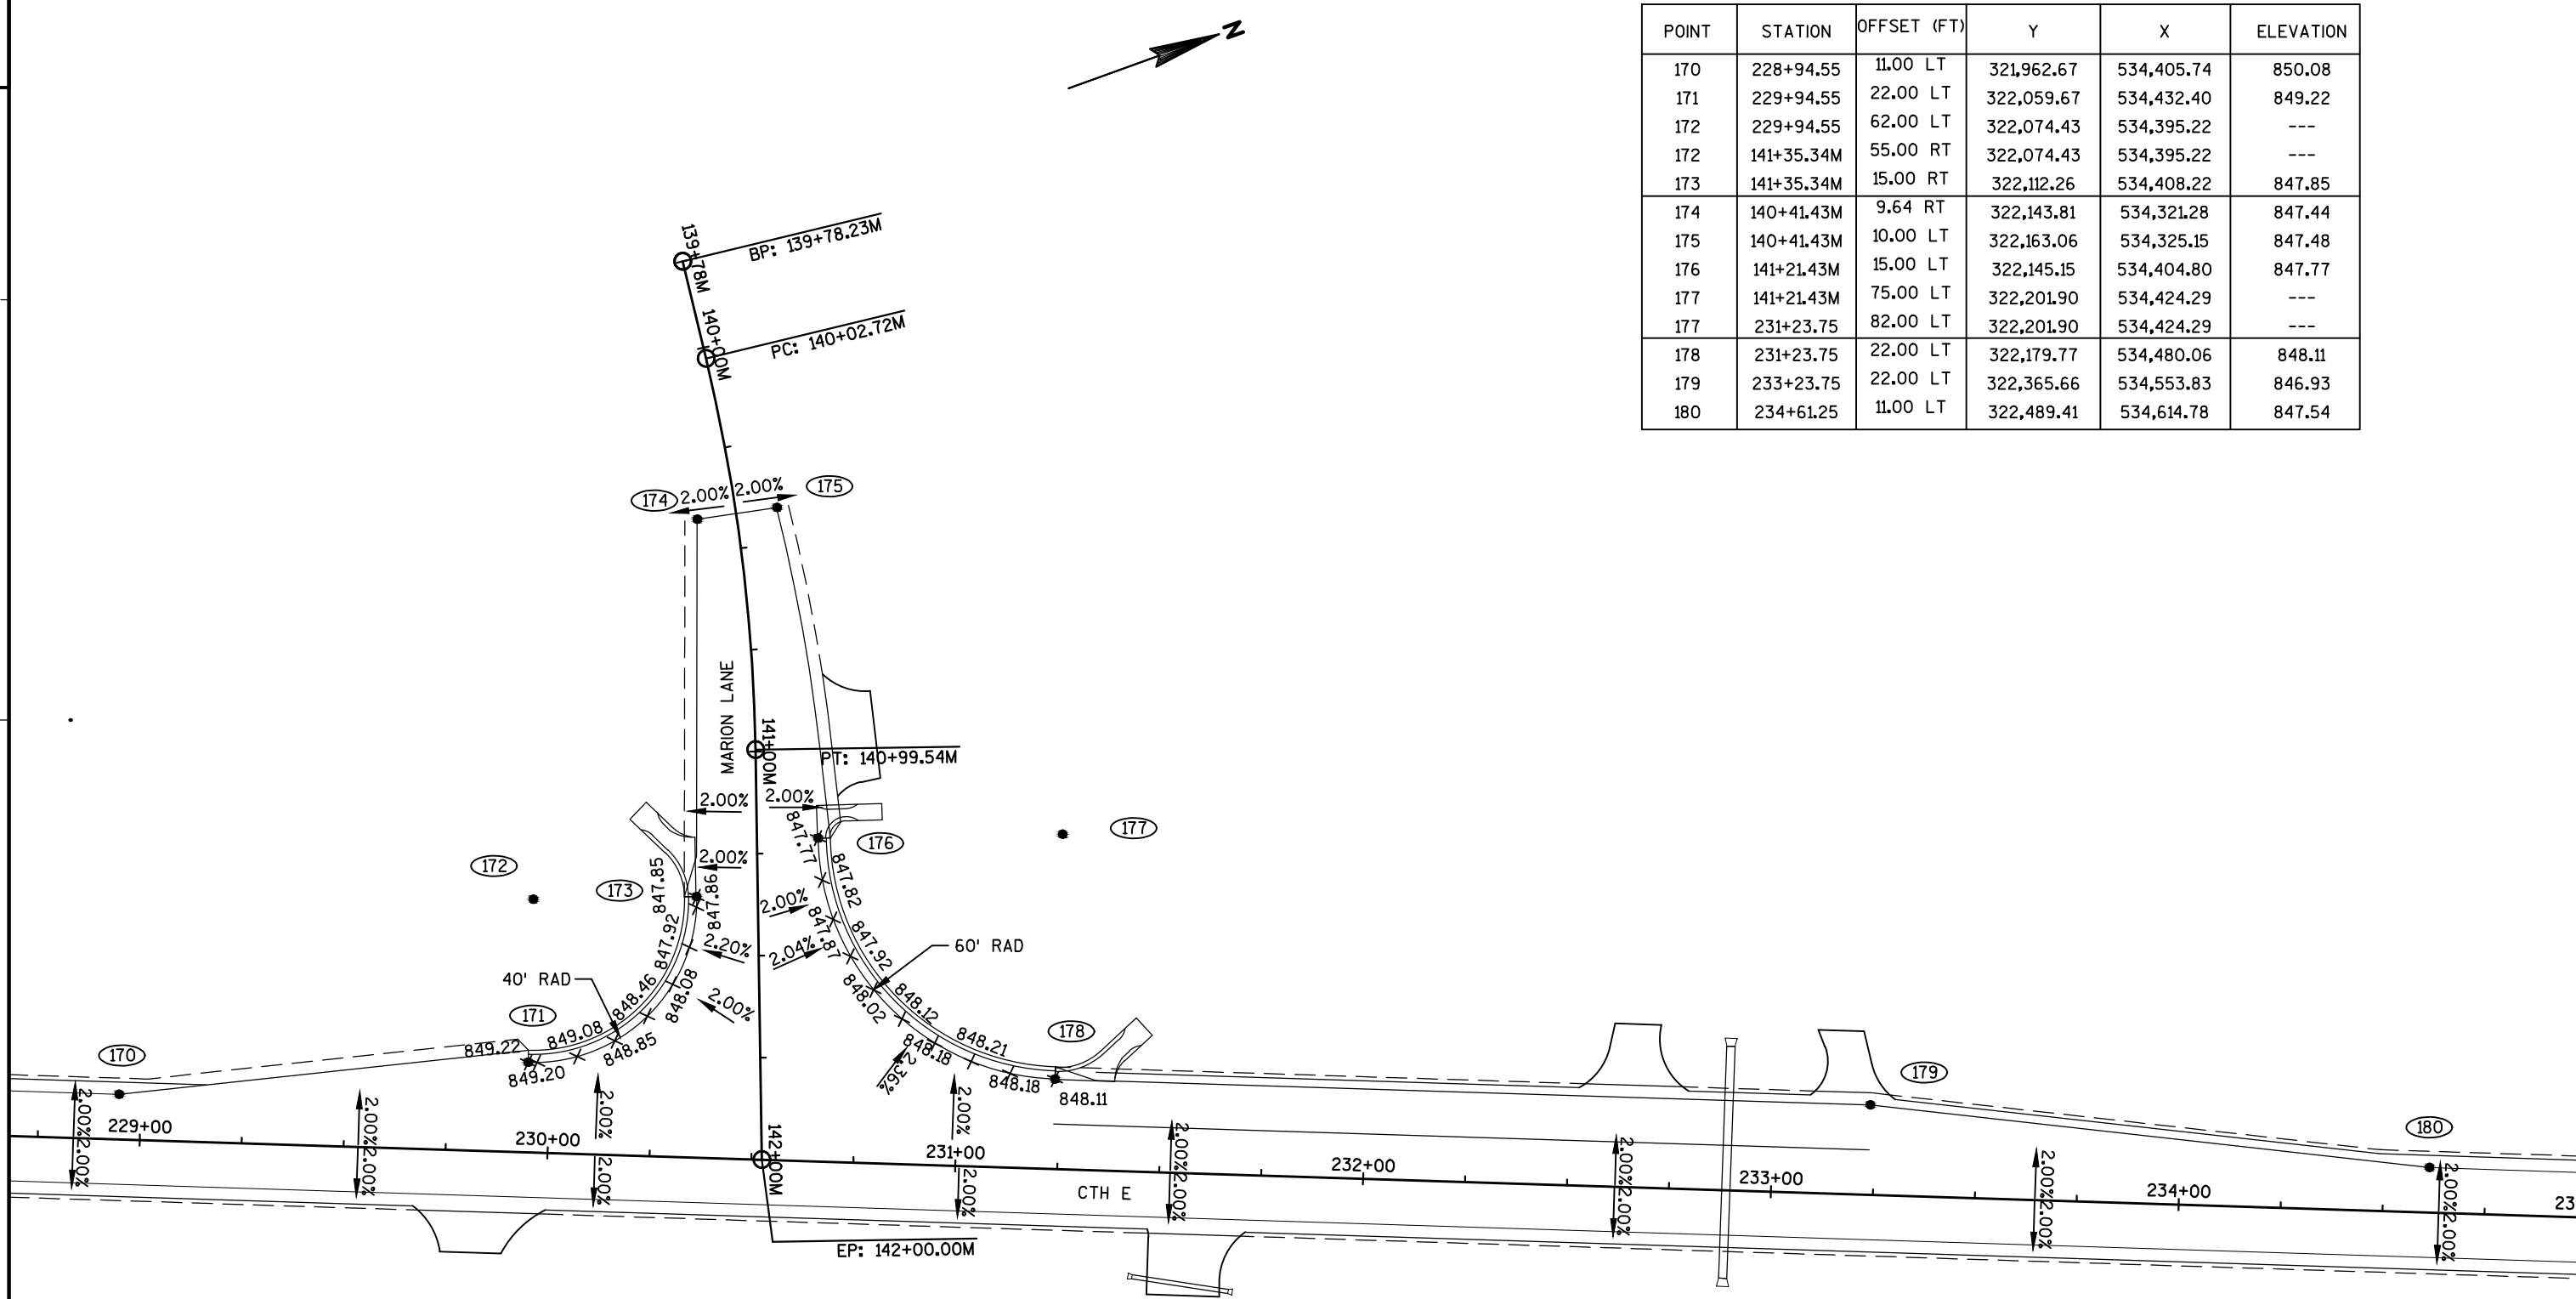 N
POINT STATION OFFSET (FT) Y X ELEVATION
170 228+94.55 11.00 LT 321,962.67 534,405.74 850.08
171 229+94.55 22.00 LT 322,059.67 534,432.40 849.22
172 229+94.55 62.00 LT 322,074.43 534,395.22 ---
172 141+35.34M 55.00 RT 322,074.43 534,395.22 ---
173 141+35.34M 15.00 RT 322,112.26 534,408.22 847.85
174 140+41.43M 9.64 RT 322,143.81 534,321.28 847.44
175 140+41.43M 10.00 LT 322,163.06 534,325.15 847.48
176 141+21.43M 15.00 LT 322,145.15 534,404.80 847.77
177 141+21.43M 75.00 LT 322,201.90 534,424.29 ---
177 231+23.75 82.00 LT 322,201.90 534,424.29 ---
178 231+23.75 22.00 LT 322,179.77 534,480.06 848.11
179 233+23.75 22.00 LT 322,365.66 534,553.83 846.93
180 234+61.25 11.00 LT 322,489.41 534,614.78 847.54
139+78M
BP: 139+78.23M
140+00M
PC: 140+02.72M
174
2.00%
2.00%
175
MARION LANE
141+00M
PT: 140+99.54M
2.00%
2.00%
847.77
176
177
172
173
847.85
2.00%
847.86
847.82
2.00%
847.87
847.92
2.20%
2.04%
847.92
60' RAD
40' RAD
848.46
848.08
2.00%
848.02
848.12
171
849.08
848.85
849.22
849.20
848.18
848.21
2.36%
848.18
178
848.11
170
179
180
2.00%
2.00%
229+00
2.00%
2.00%
230+00
2.00%
2.00%
142+00M
231+00
2.00%
2.00%
CTH E
2.00%
2.00%
232+00
2.00%
2.00%
233+00
2.00%
2.00%
234+00
2.00%
2.00%
23
EP: 142+00.00M